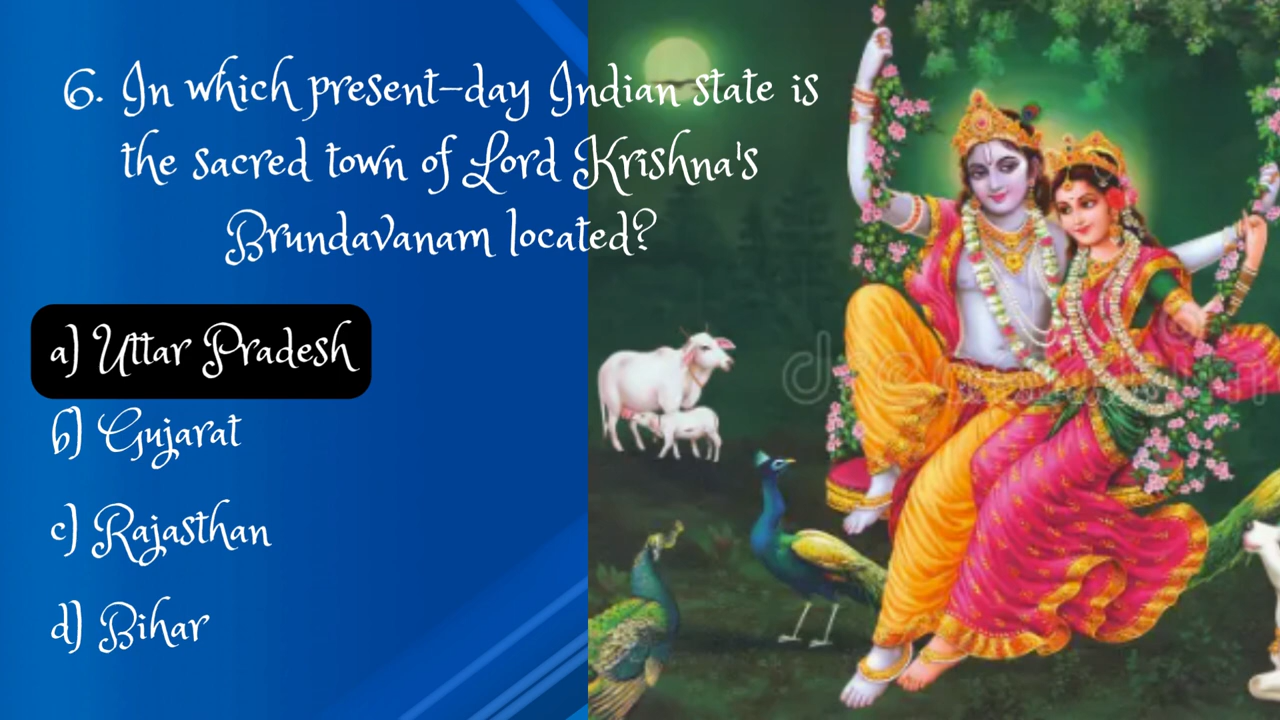 6. In which present-day Indian state is
the sacred town of Lord Krishna's
Brundavanam located?
a) Uttar Pradesh
b) Gujarat
c) Rajasthan
d) Bihar